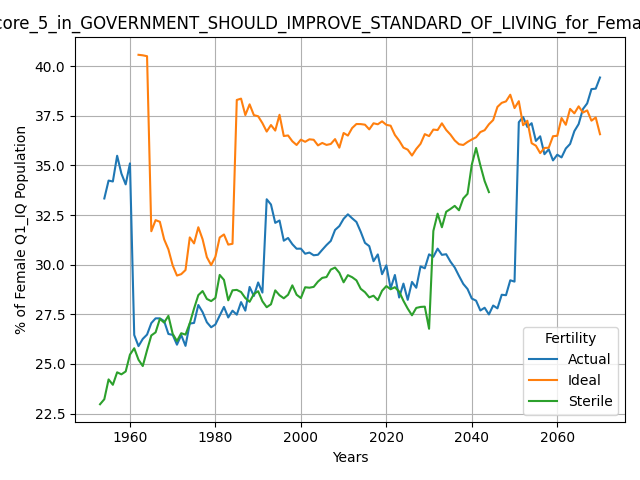 core_5_in_GOVERNMENT_SHOULD_IMPROVE_STANDARD_OF_LIVING_for_Fema
% of Female Q1_IQ Population
40.0
37.5
35.0
32.5
30.0
27.5
25.0
22.5
1960
1980
2000
2020
2040
2060
Years
Fertility
Actual
Ideal
Sterile